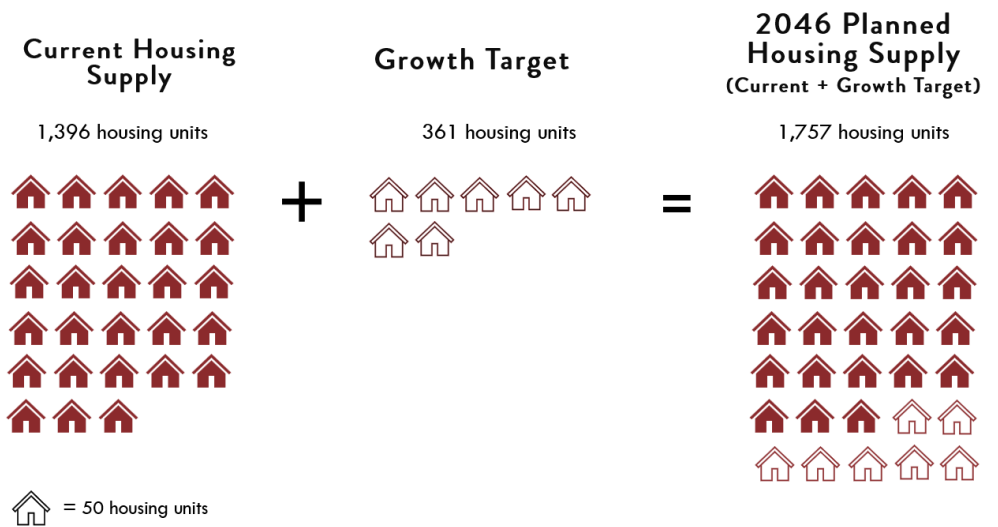 Current Housing
Supply
1,396 housing units
+
Growth Target
361 housing units
=
2046 Planned
Housing Supply
(Current + Growth Target)
1,757 housing units
= 50 housing units